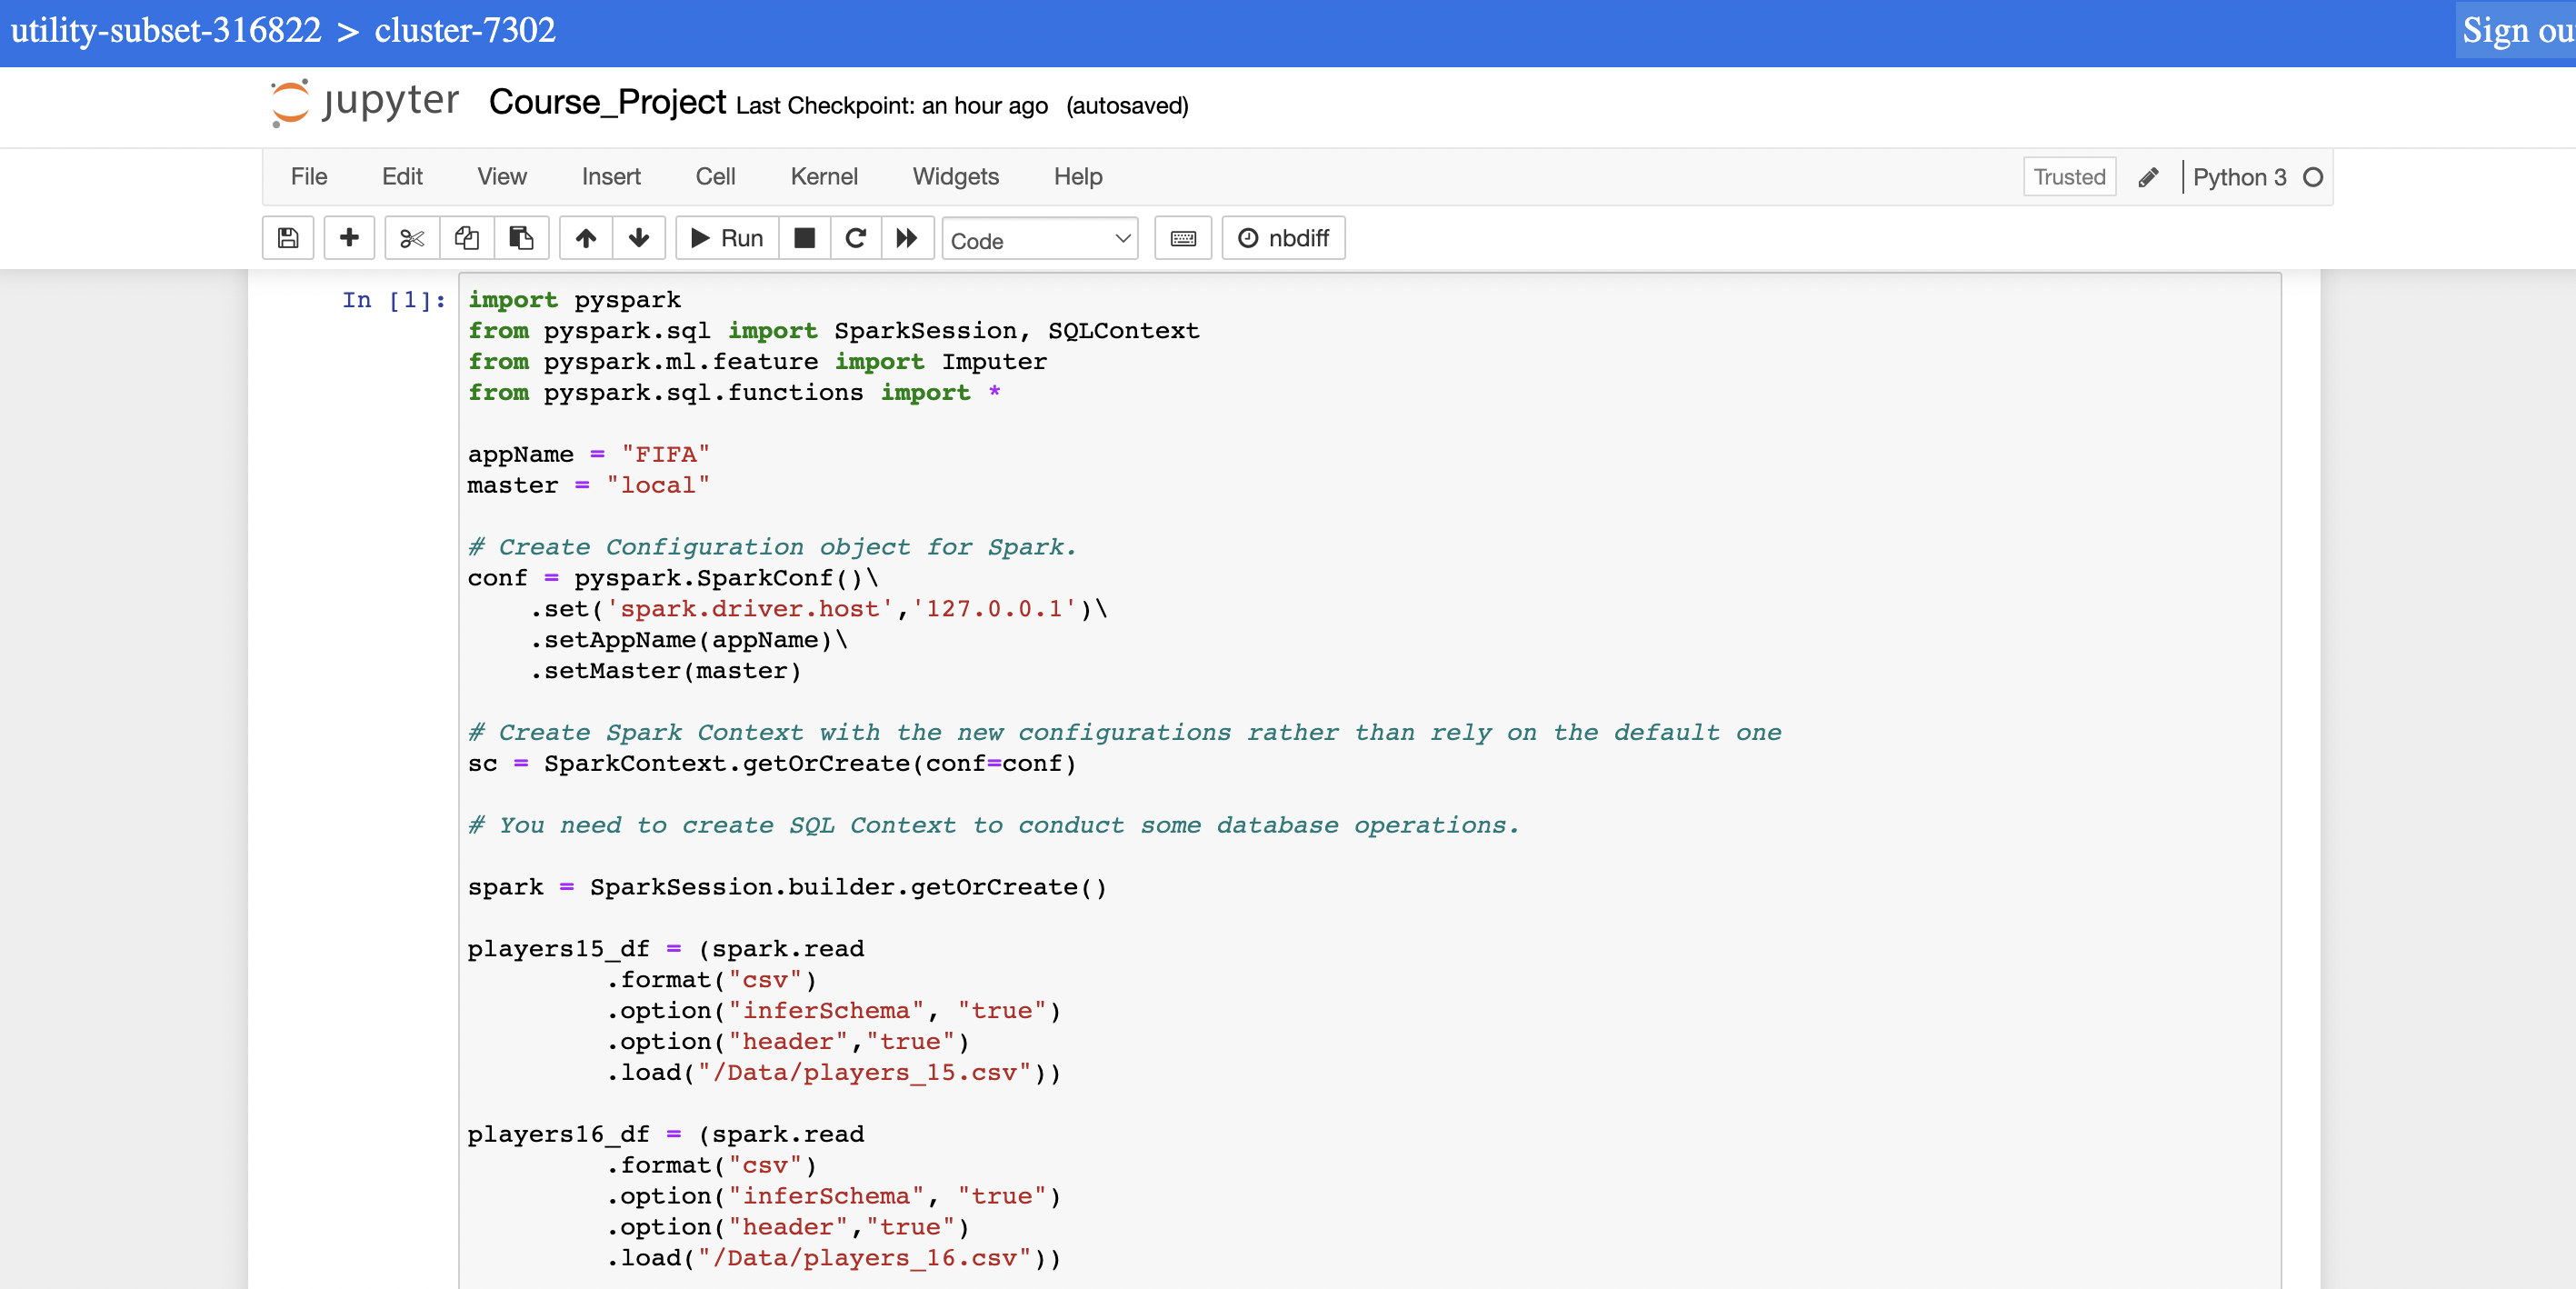 utility-subset-316822 > cluster-7302
Sign ou
jupyter Course_Project Last Checkpoint: an hour ago (autosaved)
File Edit View Insert Cell Kernel Widgets Help Trusted Python 3
Run Code nbdiff
In [1]: import pyspark
from pyspark.sql import SparkSession, SQLContext
from pyspark.ml.feature import Imputer
from pyspark.sql.functions import *
appName = "FIFA"
master = "local"
# Create Configuration object for Spark.
conf = pyspark.SparkConf()\
    .set('spark.driver.host','127.0.0.1')\
    .setAppName(appName)\
    .setMaster(master)
# Create Spark Context with the new configurations rather than rely on the default one
sc = SparkContext.getOrCreate(conf=conf)
# You need to create SQL Context to conduct some database operations.
spark = SparkSession.builder.getOrCreate()
players15_df = (spark.read
         .format("csv")
         .option("inferSchema", "true")
         .option("header","true")
         .load("/Data/players_15.csv"))
players16_df = (spark.read
         .format("csv")
         .option("inferSchema", "true")
         .option("header","true")
         .load("/Data/players_16.csv"))